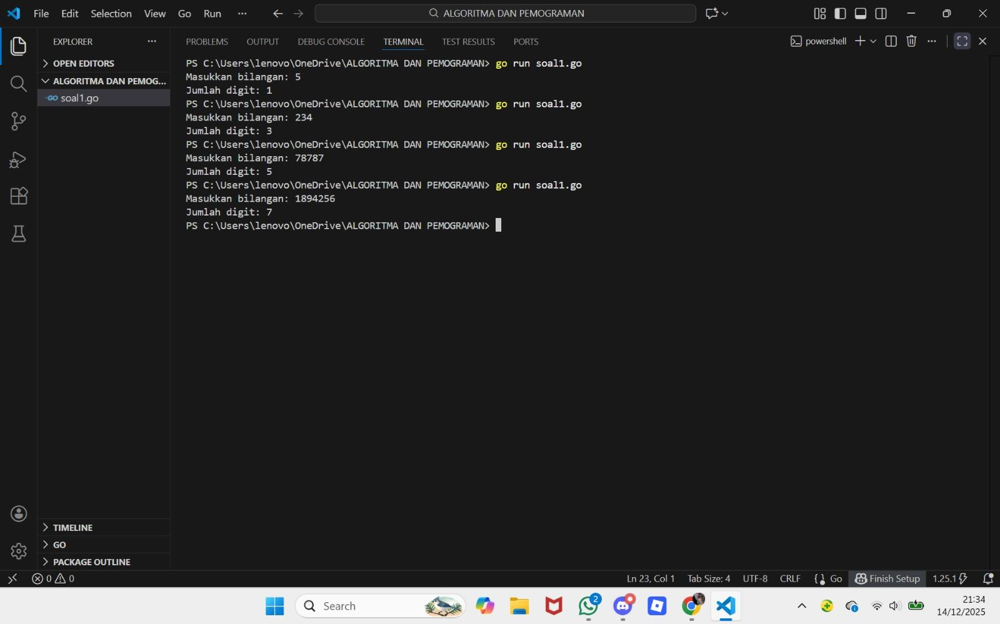 File Edit Selection View Go Run ··· ALGORITMA DAN PEMOGRAMAN
EXPLORER ···
OPEN EDITORS
ALGORITMA DAN PEMOG...
GO soal1.go
TIMELINE
GO
PACKAGE OUTLINE
PROBLEMS OUTPUT DEBUG CONSOLE TERMINAL TEST RESULTS PORTS powershell ···
PS C:\Users\lenovo\OneDrive\ALGORITMA DAN PEMOGRAMAN> go run soal1.go
Masukkan bilangan: 5
Jumlah digit: 1
PS C:\Users\lenovo\OneDrive\ALGORITMA DAN PEMOGRAMAN> go run soal1.go
Masukkan bilangan: 234
Jumlah digit: 3
PS C:\Users\lenovo\OneDrive\ALGORITMA DAN PEMOGRAMAN> go run soal1.go
Masukkan bilangan: 78787
Jumlah digit: 5
PS C:\Users\lenovo\OneDrive\ALGORITMA DAN PEMOGRAMAN> go run soal1.go
Masukkan bilangan: 1894256
Jumlah digit: 7
PS C:\Users\lenovo\OneDrive\ALGORITMA DAN PEMOGRAMAN>
0 0 Ln 23, Col 1 Tab Size: 4 UTF-8 CRLF Go Finish Setup 1.25.1
Search 2 21:34
14/12/2025